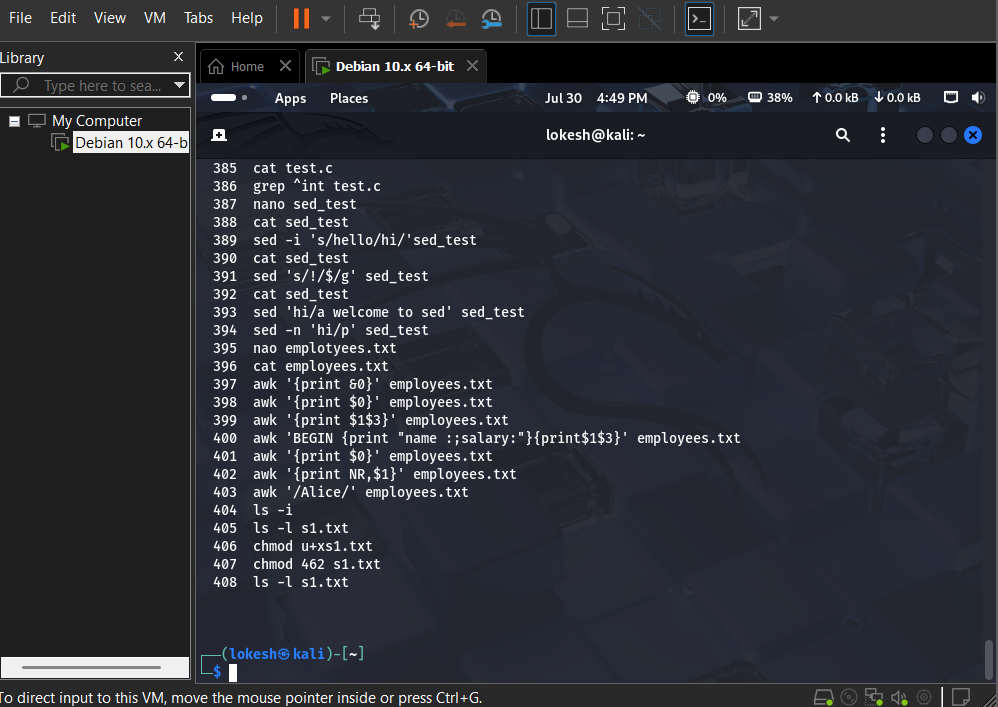 File Edit View VM Tabs Help
Library
Type here to sea...
Home
Debian 10.x 64-bit
My Computer
Debian 10.x 64-b
Apps Places Jul 30 4:49 PM 0% 38% 0.0 kB 0.0 kB
lokesh@kali: ~
385 cat test.c
386 grep ^int test.c
387 nano sed_test
388 cat sed_test
389 sed -i 's/hello/hi/'sed_test
390 cat sed_test
391 sed 's/!/$/g' sed_test
392 cat sed_test
393 sed 'hi/a welcome to sed' sed_test
394 sed -n 'hi/p' sed_test
395 nao emplotyees.txt
396 cat employees.txt
397 awk '{print &0}' employees.txt
398 awk '{print $0}' employees.txt
399 awk '{print $1$3}' employees.txt
400 awk 'BEGIN {print "name :;salary:"}{print$1$3}' employees.txt
401 awk '{print $0}' employees.txt
402 awk '{print NR,$1}' employees.txt
403 awk '/Alice/' employees.txt
404 ls -i
405 ls -l s1.txt
406 chmod u+xs1.txt
407 chmod 462 s1.txt
408 ls -l s1.txt
(lokesh㉿kali)-[~]
$
To direct input to this VM, move the mouse pointer inside or press Ctrl+G.